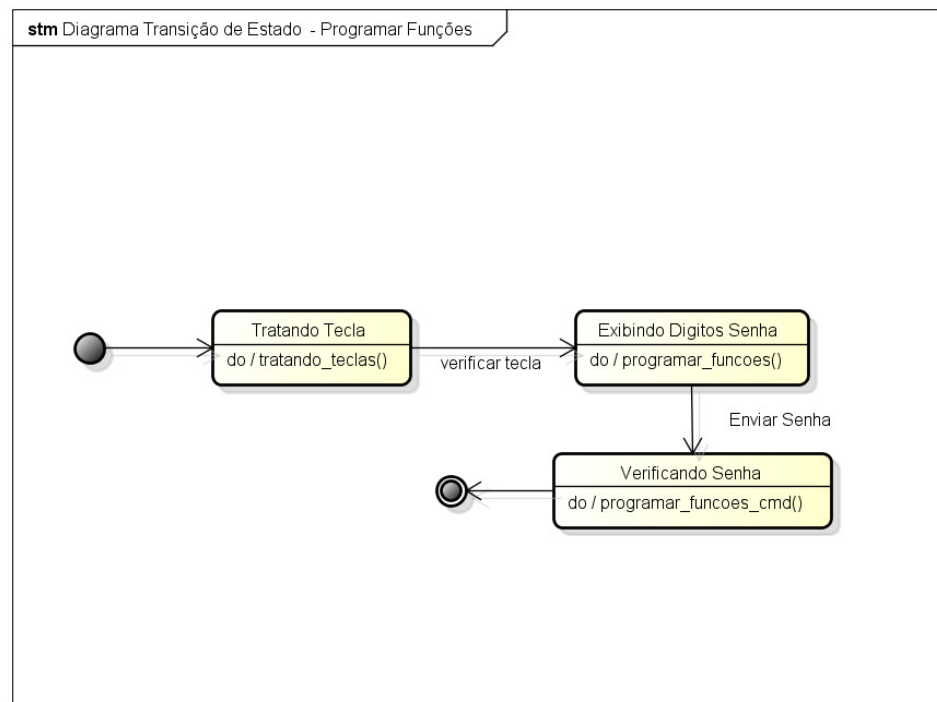 stm Diagrama Transição de Estado - Programar Funções
Tratando Tecla
do / tratando_teclas()
verificar tecla
Exibindo Digitos Senha
do / programar_funcoes()
Enviar Senha
Verificando Senha
do / programar_funcoes_cmd()